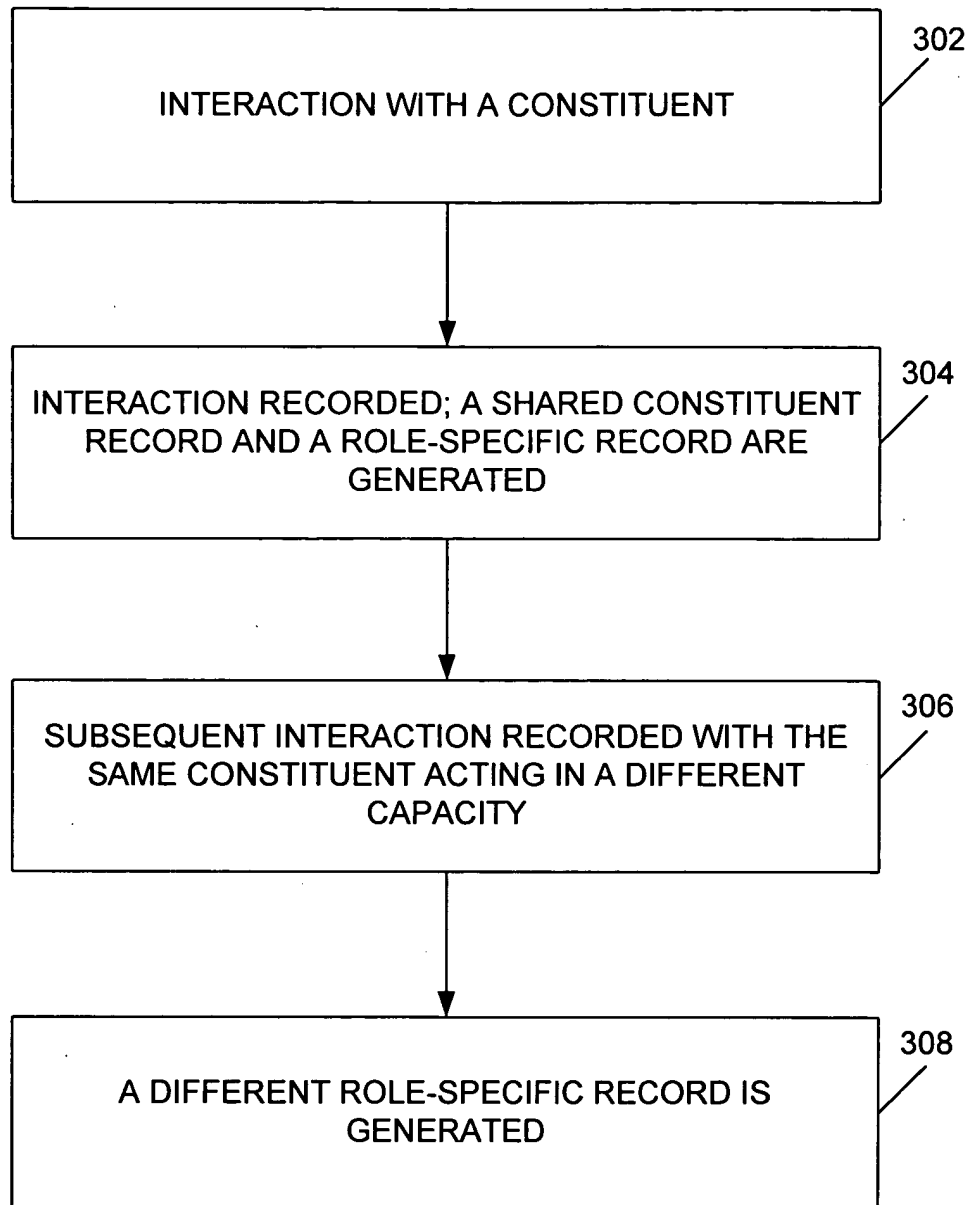 302
INTERACTION WITH A CONSTITUENT
304
INTERACTION RECORDED; A SHARED CONSTITUENT
RECORD AND A ROLE-SPECIFIC RECORD ARE
GENERATED
306
SUBSEQUENT INTERACTION RECORDED WITH THE
SAME CONSTITUENT ACTING IN A DIFFERENT
CAPACITY
308
A DIFFERENT ROLE-SPECIFIC RECORD IS
GENERATED